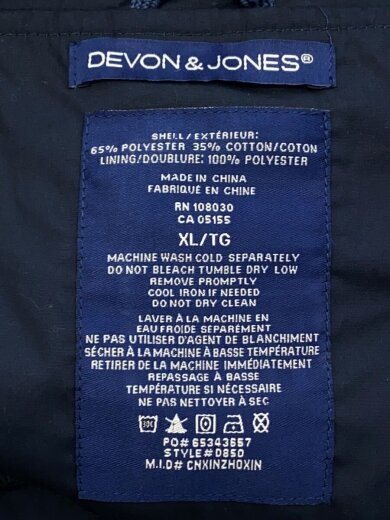 DEVON & JONES®
SHELL/EXTÉRIEUR:
65% POLYESTER 35% COTTON/COTON
LINING/DOUBLURE: 100% POLYESTER
MADE IN CHINA
FABRIQUÉ EN CHINE
RN 108030
CA 05155
XL/TG
MACHINE WASH COLD SEPARATELY
DO NOT BLEACH TUMBLE DRY LOW
REMOVE PROMPTLY
COOL IRON IF NEEDED
DO NOT DRY CLEAN
LAVER À LA MACHINE EN
EAU FROIDE SEPARÉMENT
NE PAS UTILISER D'AGENT DE BLANCHIMENT
SÉCHER À LA MACHINE À BASSE TEMPÉRATURE
RETIRER DE LA MACHINE IMMÉDIATEMENT
REPASSAGE À BASSE
TEMPÉRATURE SI NÉCESSAIRE
NE PAS NETTOYER À SEC
PO# 65343657
STYLE# D850
M.I.D# CNXINZHOXIN